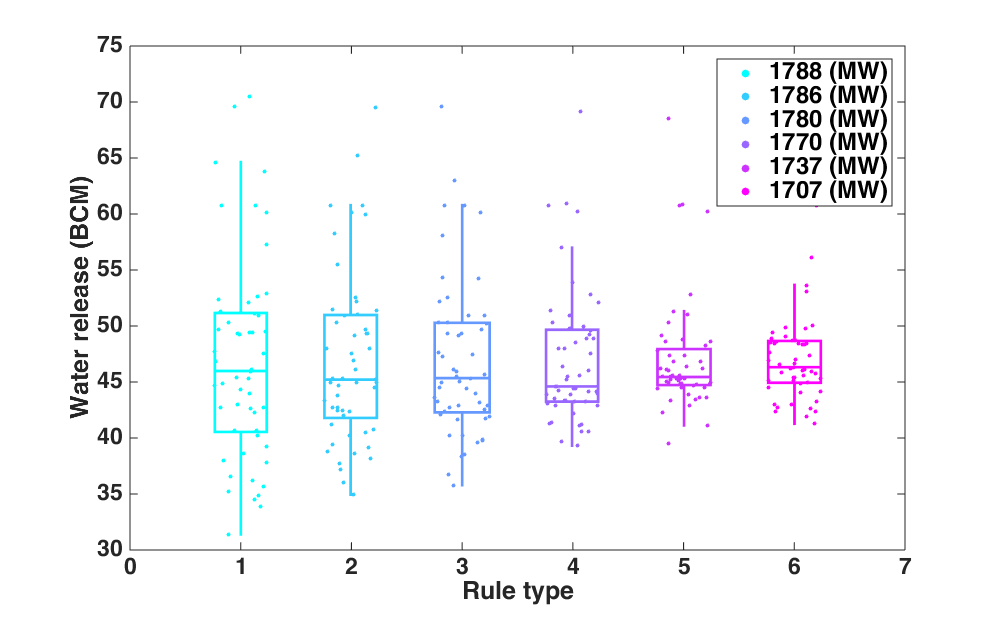 75
70
65
60
55
50
45
40
35
30
Water release (BCM)
1788 (MW)
1786 (MW)
1780 (MW)
1770 (MW)
1737 (MW)
1707 (MW)
0 1 2 3 4 5 6 7
Rule type